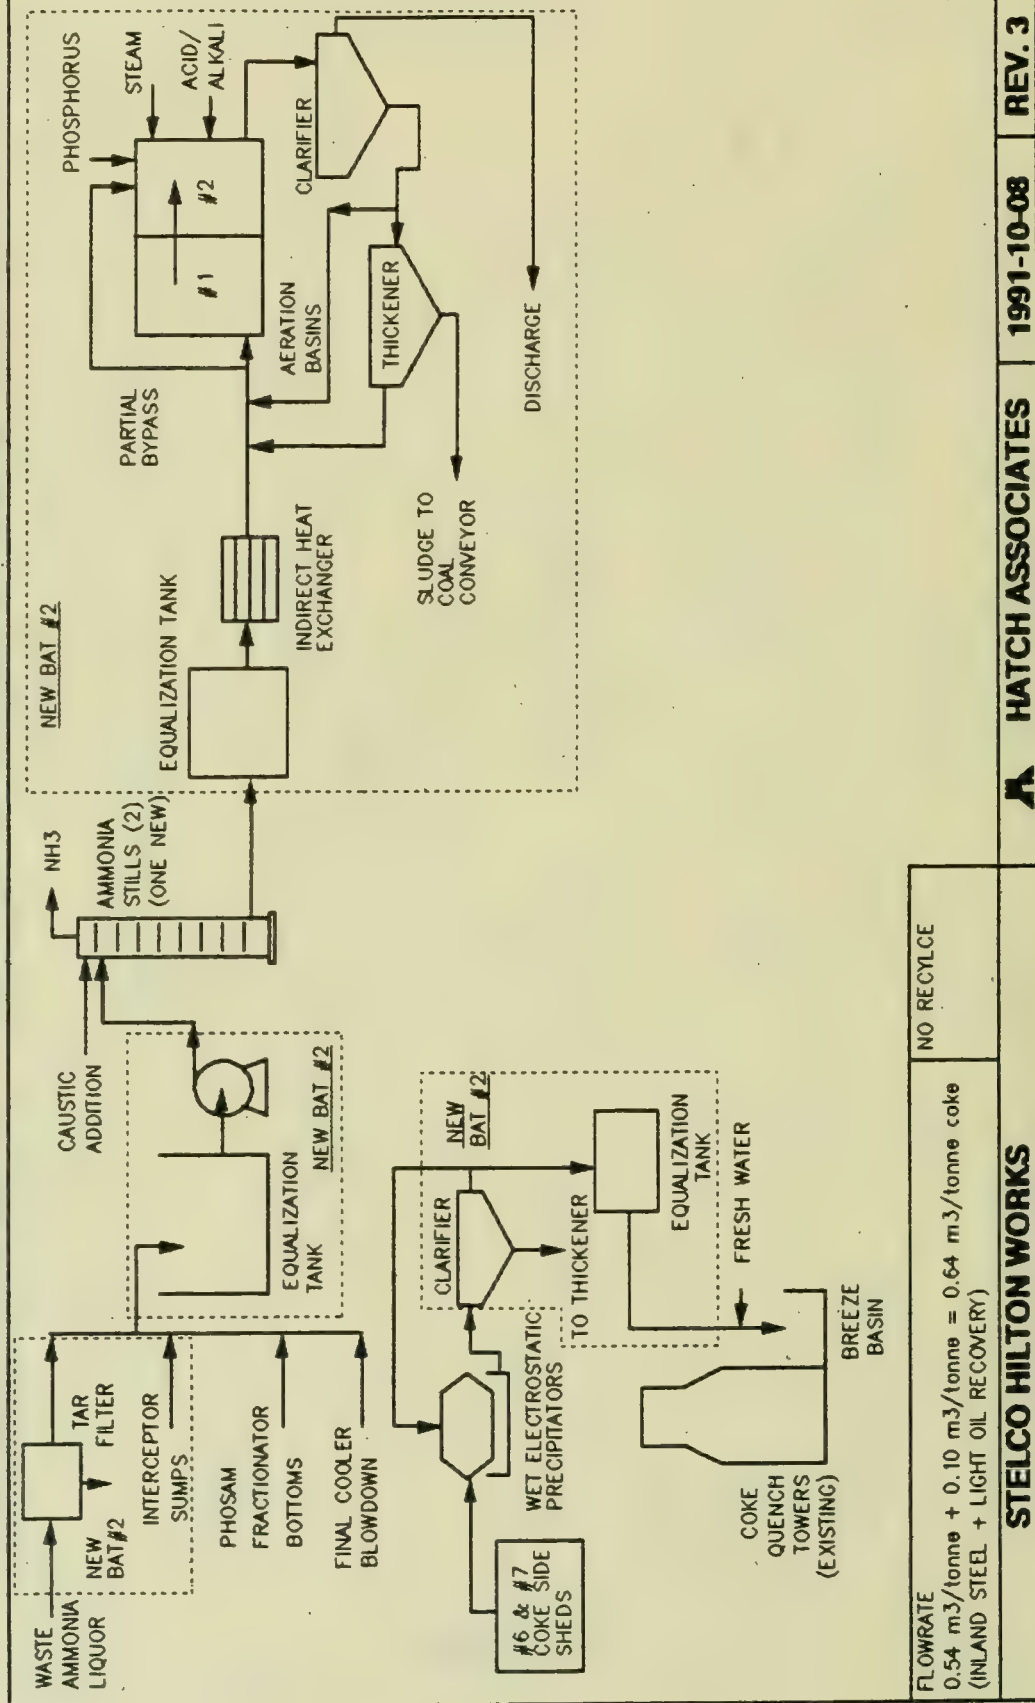 WASTE
AMMONIA
LIQUOR
NEW
BAT#2
TAR
FILTER
INTERCEPTOR
SUMPS
PHOSAM
FRACTIONATOR
BOTTOMS
FINAL COOLER
BLOWDOWN
EQUALIZATION
TANK
NEW BAT #2
CAUSTIC
ADDITION
NH3
AMMONIA
STILLS (2)
(ONE NEW)
NEW BAT #2
EQUALIZATION TANK
INDIRECT HEAT
EXCHANGER
PARTIAL
BYPASS
PHOSPHORUS
STEAM
ACID/
ALKALI
#1
#2
AERATION
BASINS
CLARIFIER
THICKENER
SLUDGE TO
COAL
CONVEYOR
DISCHARGE
#6 & #7
COKE SIDE
SHEDS
WET ELECTROSTATIC
PRECIPITATORS
CLARIFIER
NEW
BAT #2
TO THICKENER
EQUALIZATION
TANK
FRESH WATER
COKE
QUENCH
TOWERS
(EXISTING)
BREEZE
BASIN
FLOWRATE
0.54 m3/tonne + 0.10 m3/tonne = 0.64 m3/tonne coke
(INLAND STEEL + LIGHT OIL RECOVERY)
NO RECYLCE
STELCO HILTON WORKS
HATCH ASSOCIATES
1991-10-08
REV. 3